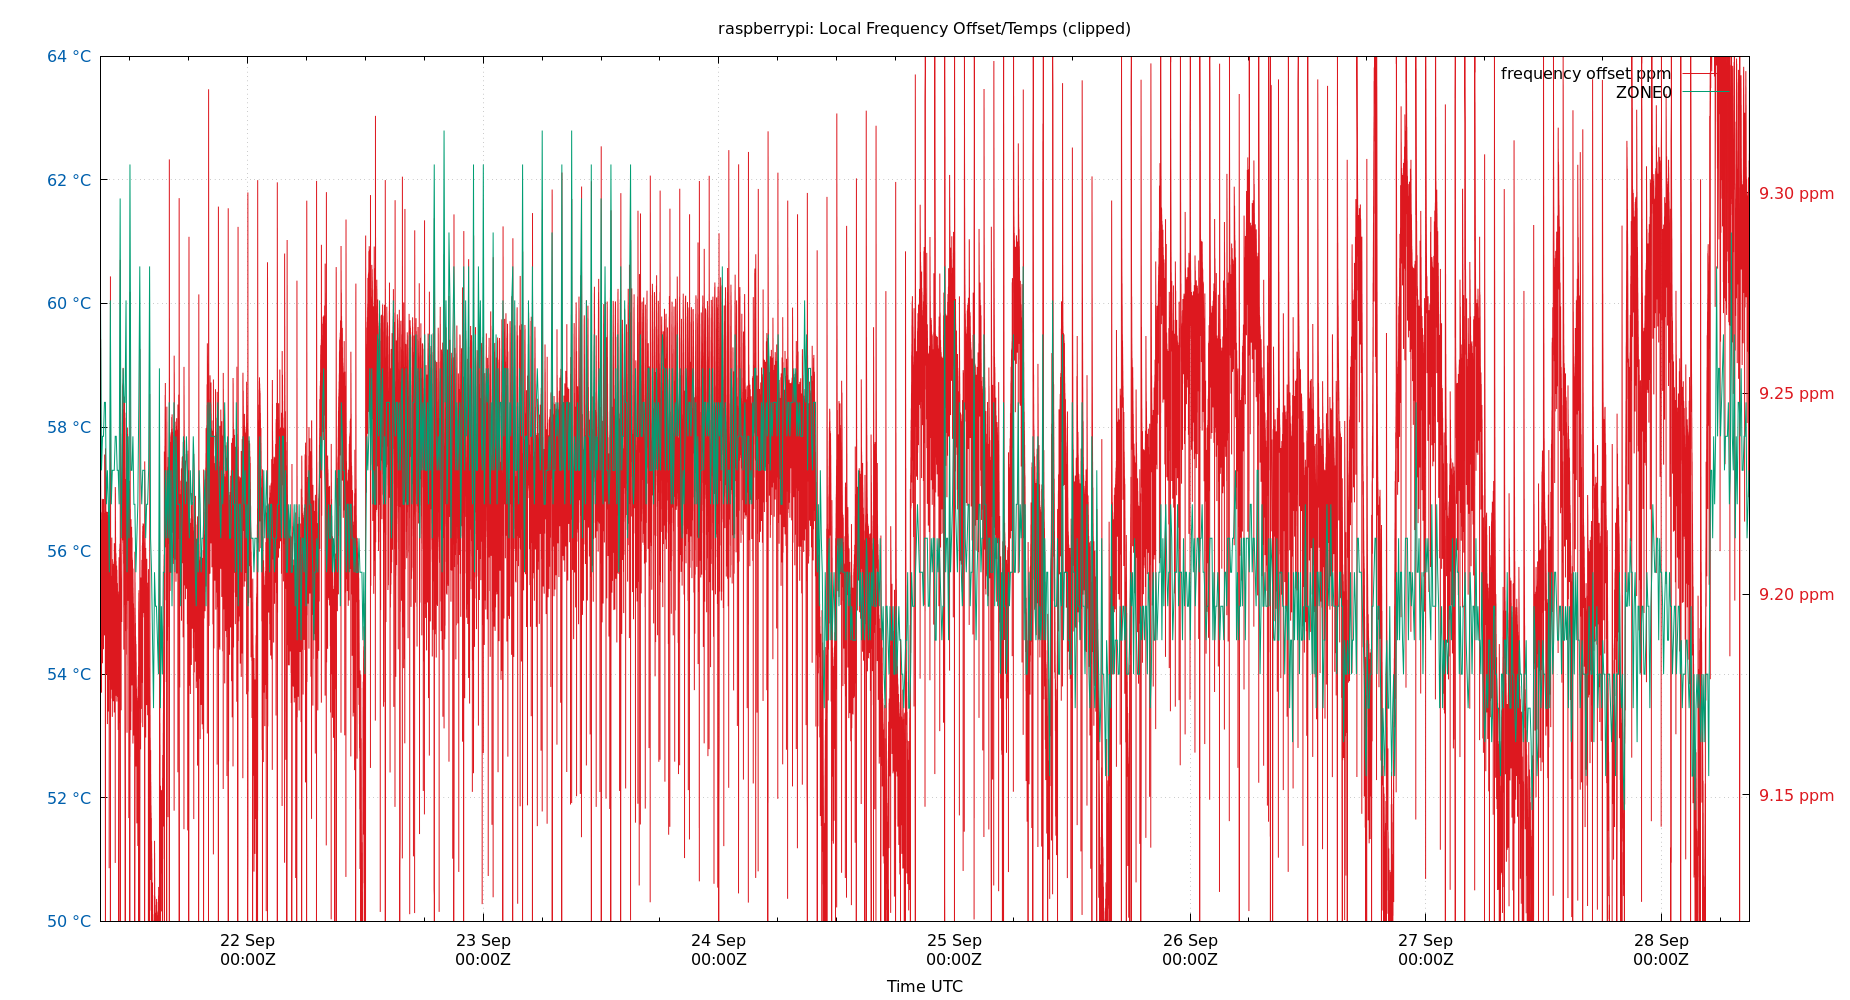 raspberrypi: Local Frequency Offset/Temps (clipped)
64 °C
62 °C
60 °C
58 °C
56 °C
54 °C
52 °C
50 °C
frequency offset ppm
ZONE0
9.30 ppm
9.25 ppm
9.20 ppm
9.15 ppm
22 Sep 23 Sep 24 Sep 25 Sep 26 Sep 27 Sep 28 Sep
00:00Z 00:00Z 00:00Z 00:00Z 00:00Z 00:00Z 00:00Z
Time UTC